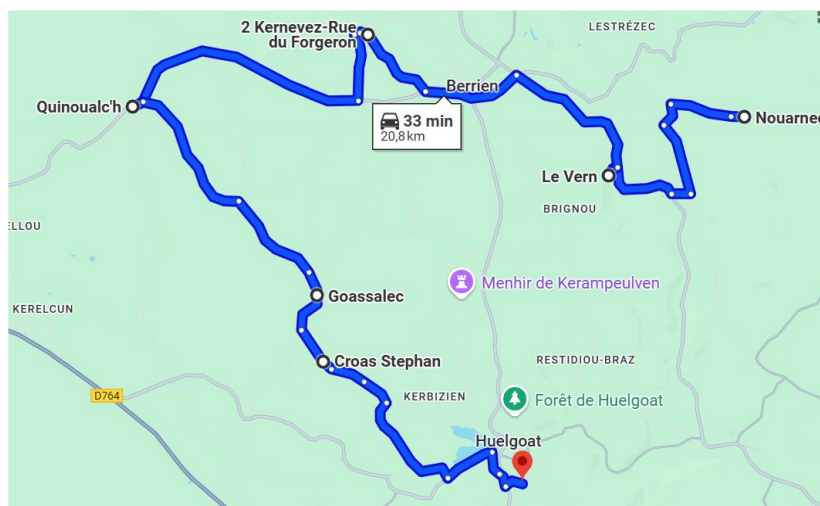 2 Kernevez-Rue
du Forgeron
LESTRÉZEC
Berrien
Quinoualc'h
33 min
20,8 km
Nouarnec
Le Vern
BRIGNOU
ELLOU
Menhir de Kerampeulven
Goassalec
KERELCUN
Croas Stephan
RESTIDIOU-BRAZ
D764
KERBIZIEN
Forêt de Huelgoat
Huelgoat